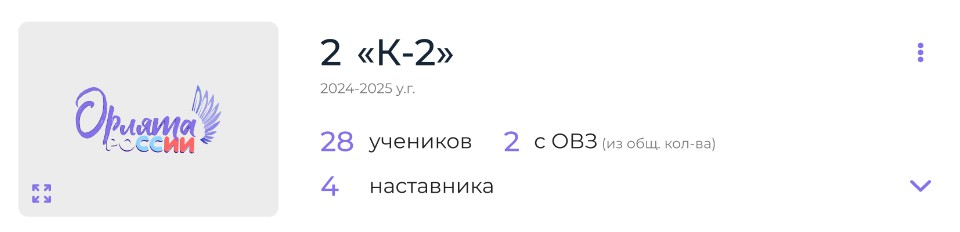 Орлята
РОССИИ
2 «К-2»
2024-2025 у.г.
28 учеников 2 с ОВЗ (из общ. кол-ва)
4 наставника